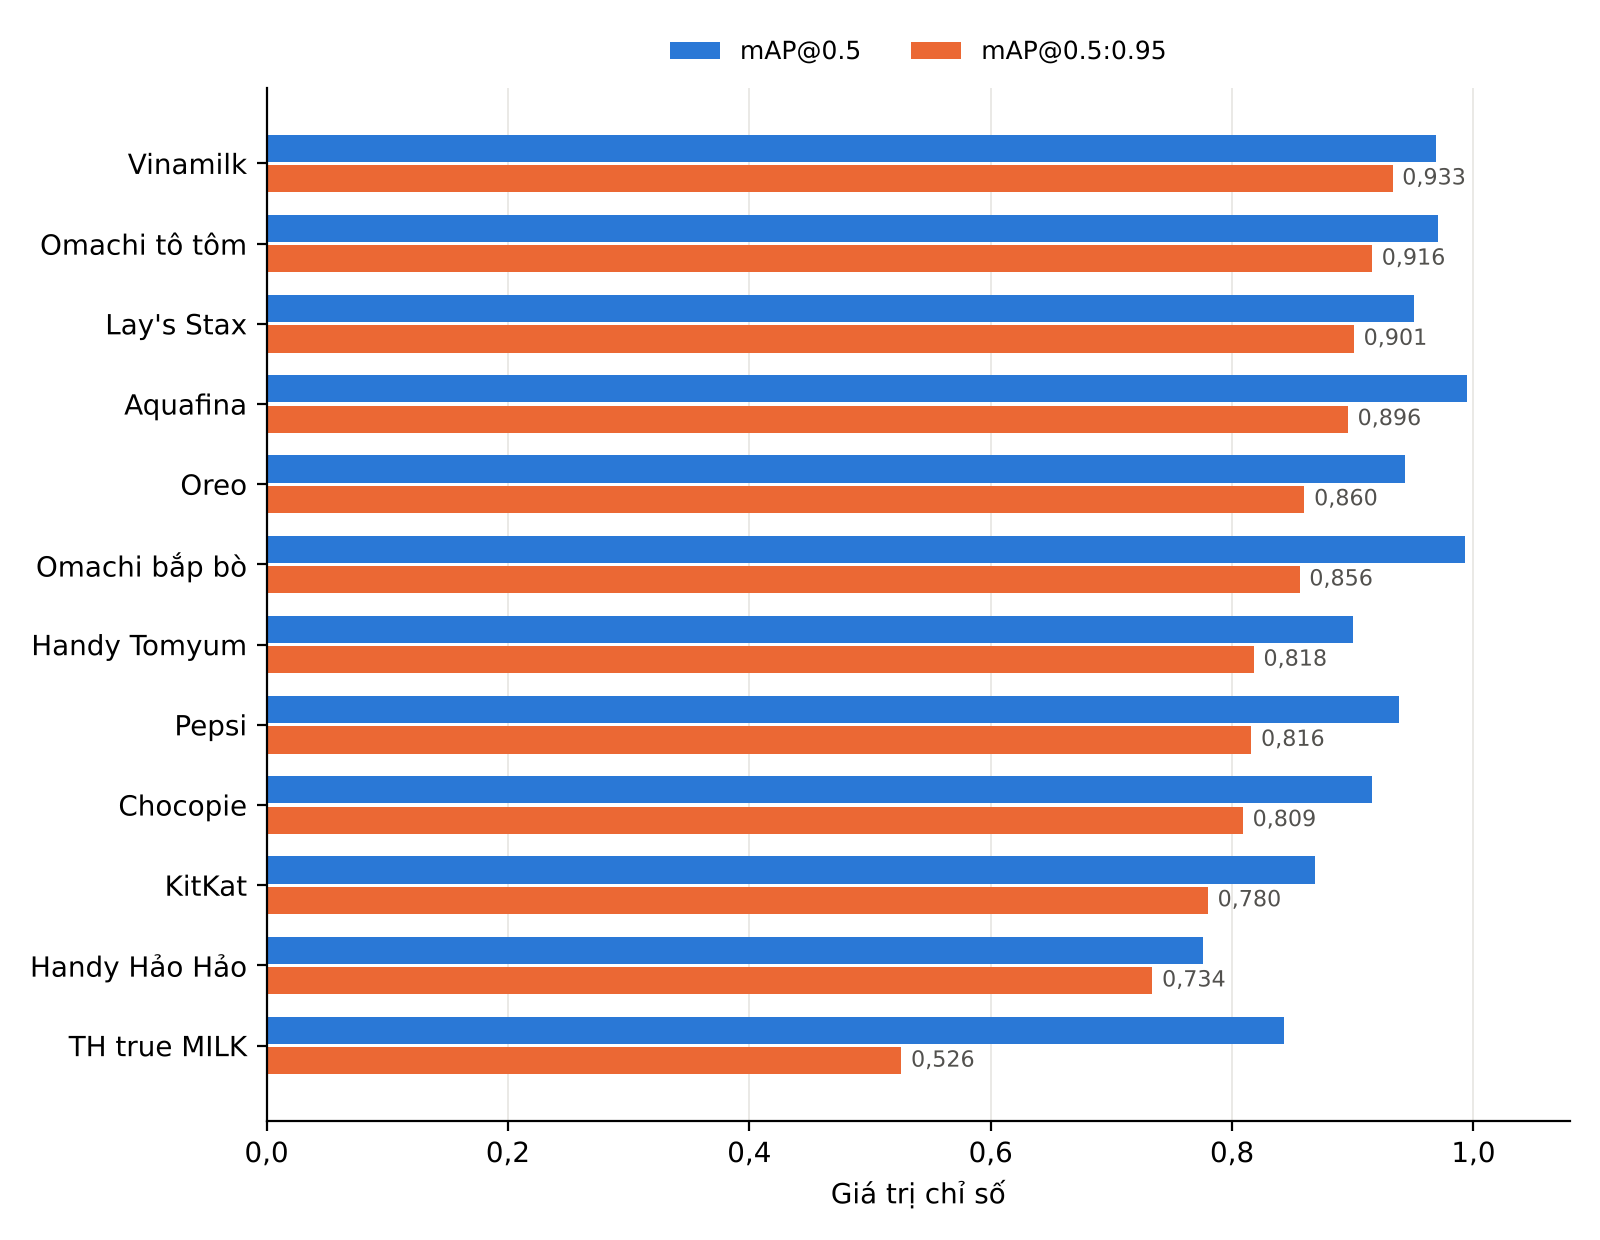 mAP@0.5 mAP@0.5:0.95
Vinamilk 0,933
Omachi tô tôm 0,916
Lay's Stax 0,901
Aquafina 0,896
Oreo 0,860
Omachi bắp bò 0,856
Handy Tomyum 0,818
Pepsi 0,816
Chocopie 0,809
KitKat 0,780
Handy Hảo Hảo 0,734
TH true MILK 0,526
0,0 0,2 0,4 0,6 0,8 1,0
Giá trị chỉ số